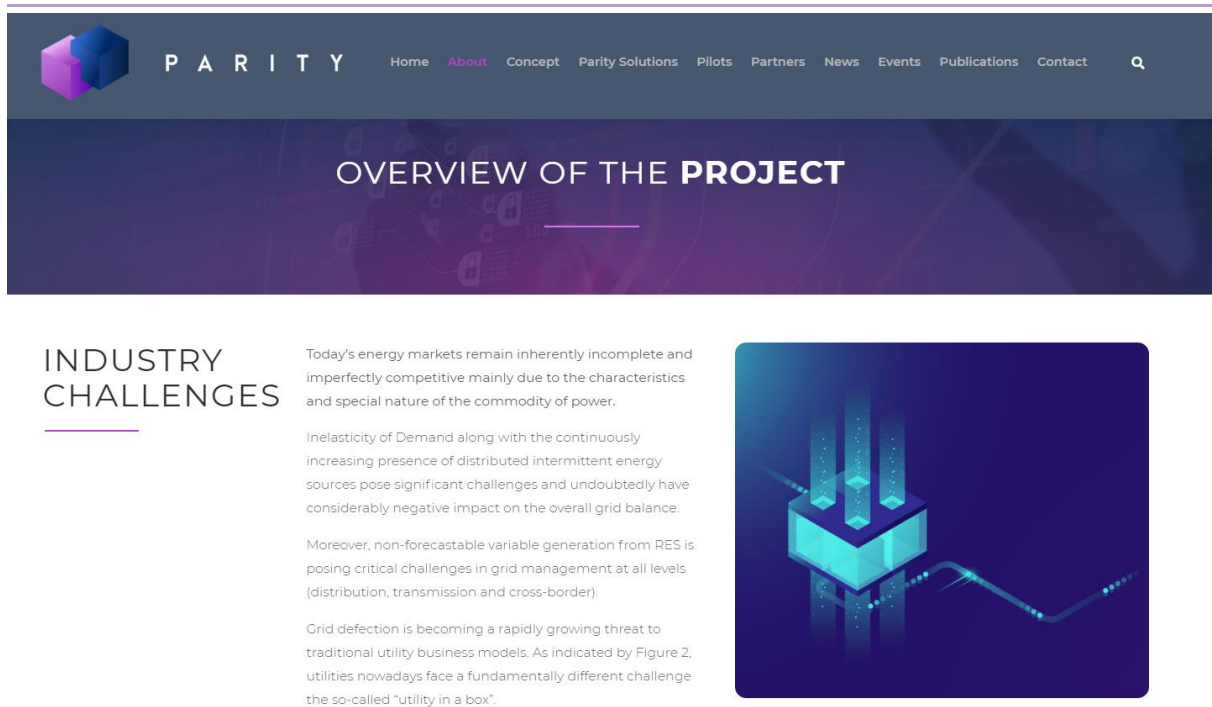 PARITY
Home About Concept Parity Solutions Pilots Partners News Events Publications Contact
OVERVIEW OF THE PROJECT
INDUSTRY
CHALLENGES
Today's energy markets remain inherently incomplete and
imperfectly competitive mainly due to the characteristics
and special nature of the commodity of power.
Inelasticity of Demand along with the continuously
increasing presence of distributed intermittent energy
sources pose significant challenges and undoubtedly have
considerably negative impact on the overall grid balance.
Moreover, non-forecastable variable generation from RES is
posing critical challenges in grid management at all levels
(distribution, transmission and cross-border).
Grid defection is becoming a rapidly growing threat to
traditional utility business models. As indicated by Figure 2,
utilities nowadays face a fundamentally different challenge
the so-called “utility in a box”.